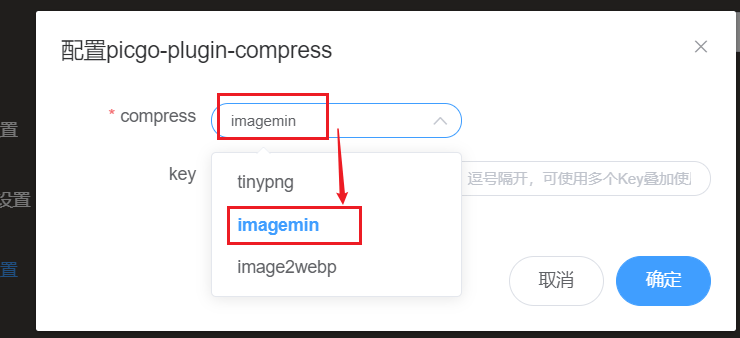 配置picgo-plugin-compress
置
* compress
imagemin
key
逗号隔开，可使用多个Key叠加使用
tinypng
设置
imagemin
置
image2webp
取消
确定